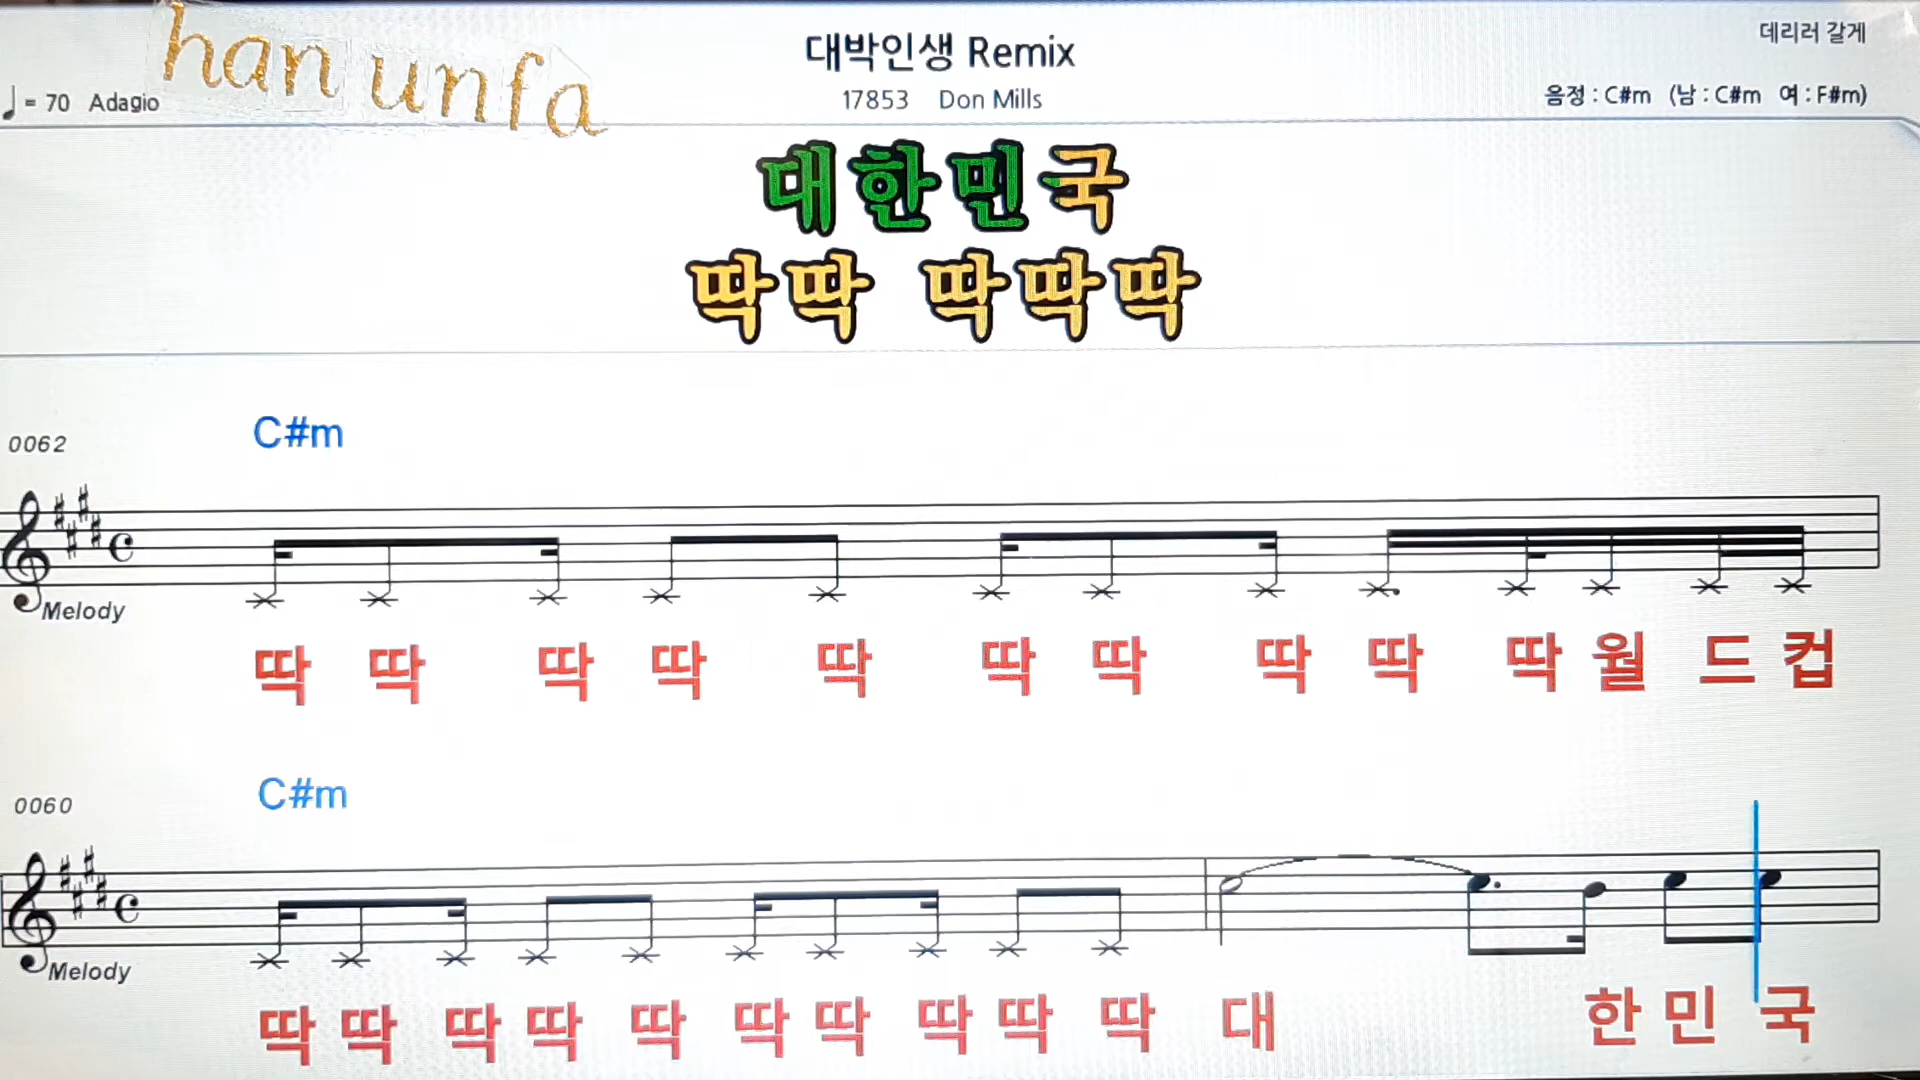 han unfa
대박인생 Remix
데리러 갈게
♩ = 70 Adagio
17853 Don Mills
음정 : C#m (남 : C#m 여 : F#m)
대한민국
딱딱 딱딱딱
C#m
0062
Melody
딱 딱 딱 딱 딱 딱 딱 딱 딱 딱 월 드 컵
C#m
0060
Melody
딱 딱 딱 딱 딱 딱 딱 딱 딱 딱 대 한 민 국